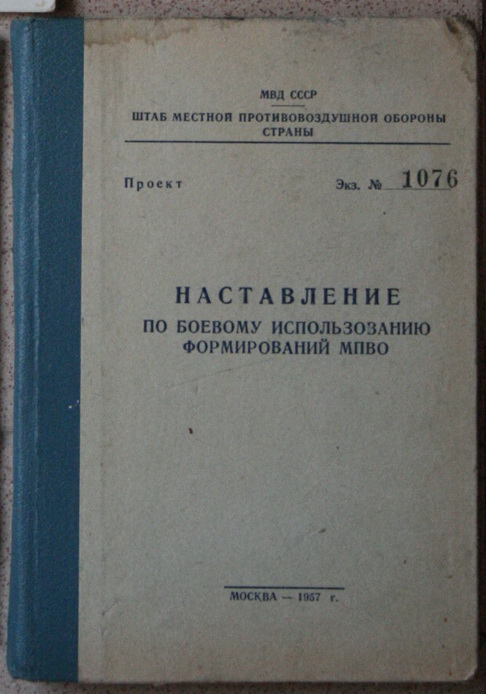 МВД СССР
ШТАБ МЕСТНОЙ ПРОТИВОВОЗДУШНОЙ ОБОРОНЫ
СТРАНЫ
Проект Экз. № 1076
НАСТАВЛЕНИЕ
ПО БОЕВОМУ ИСПОЛЬЗОВАНИЮ
ФОРМИРОВАНИЙ МПВО
МОСКВА — 1957 г.